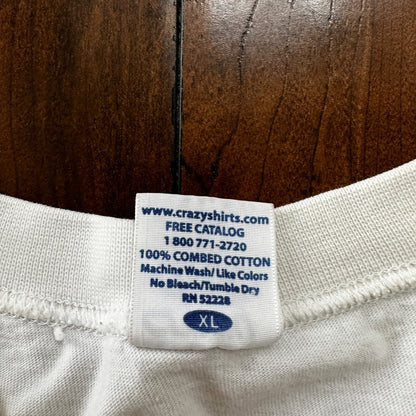 www.crazyshirts.com
FREE CATALOG
1 800 771-2720
100% COMBED COTTON
Machine Wash/ Like Colors
No Bleach/Tumble Dry
RN 52228
XL